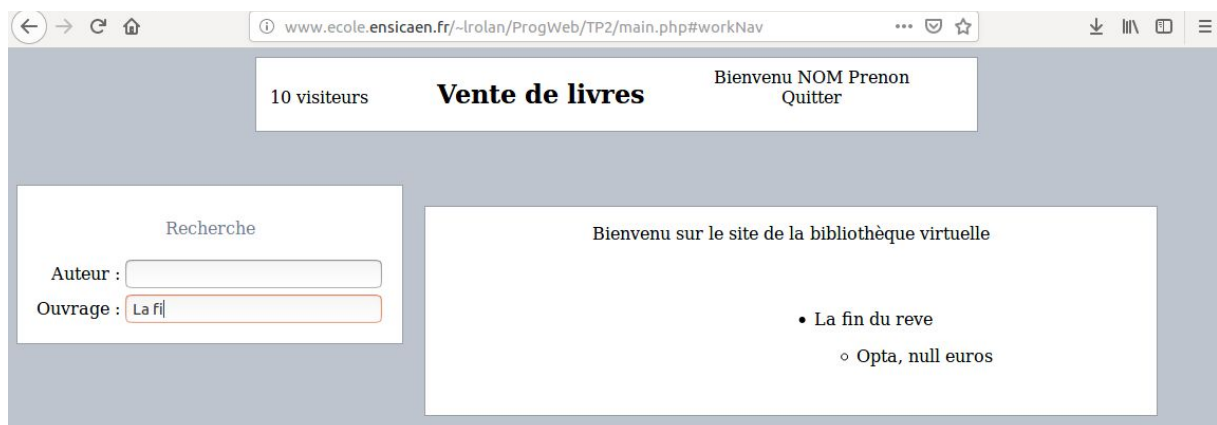 www.ecole.ensicaen.fr/~lrolan/ProgWeb/TP2/main.php#workNav
10 visiteurs
Vente de livres
Bienvenu NOM Prenon
Quitter
Recherche
Auteur :
Ouvrage : La fi
Bienvenu sur le site de la bibliothèque virtuelle
• La fin du reve
◦ Opta, null euros